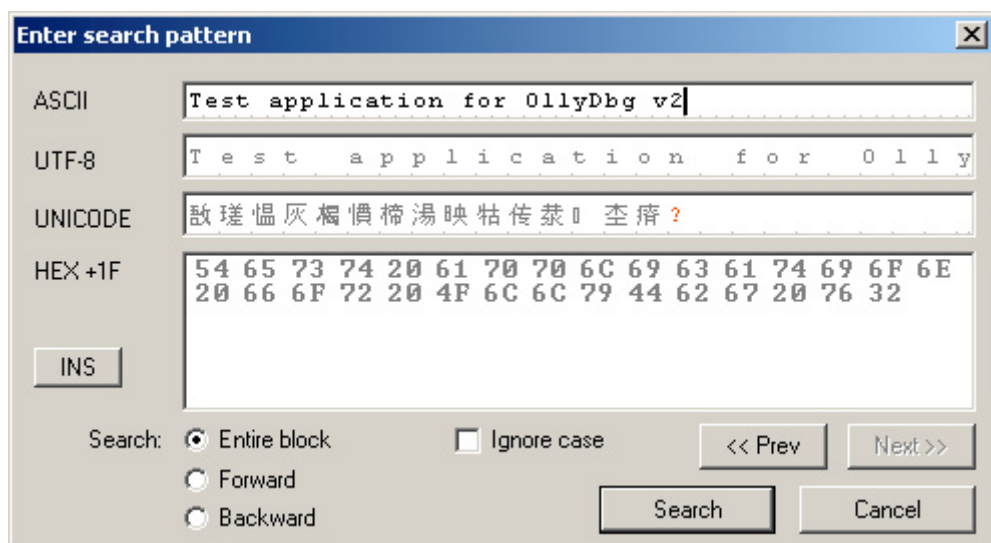 Enter search pattern
ASCII Test application for OllyDbg v2
UTF-8 T e s t a p p l i c a t i o n f o r O l l y
UNICODE 敔瑳愠灰楬慣楴湯映牯传汬 杢瘠?
HEX +1F 54 65 73 74 20 61 70 70 6C 69 63 61 74 69 6F 6E
20 66 6F 72 20 4F 6C 6C 79 44 62 67 20 76 32
INS
Search: Entire block Ignore case << Prev Next >>
Forward
Backward Search Cancel